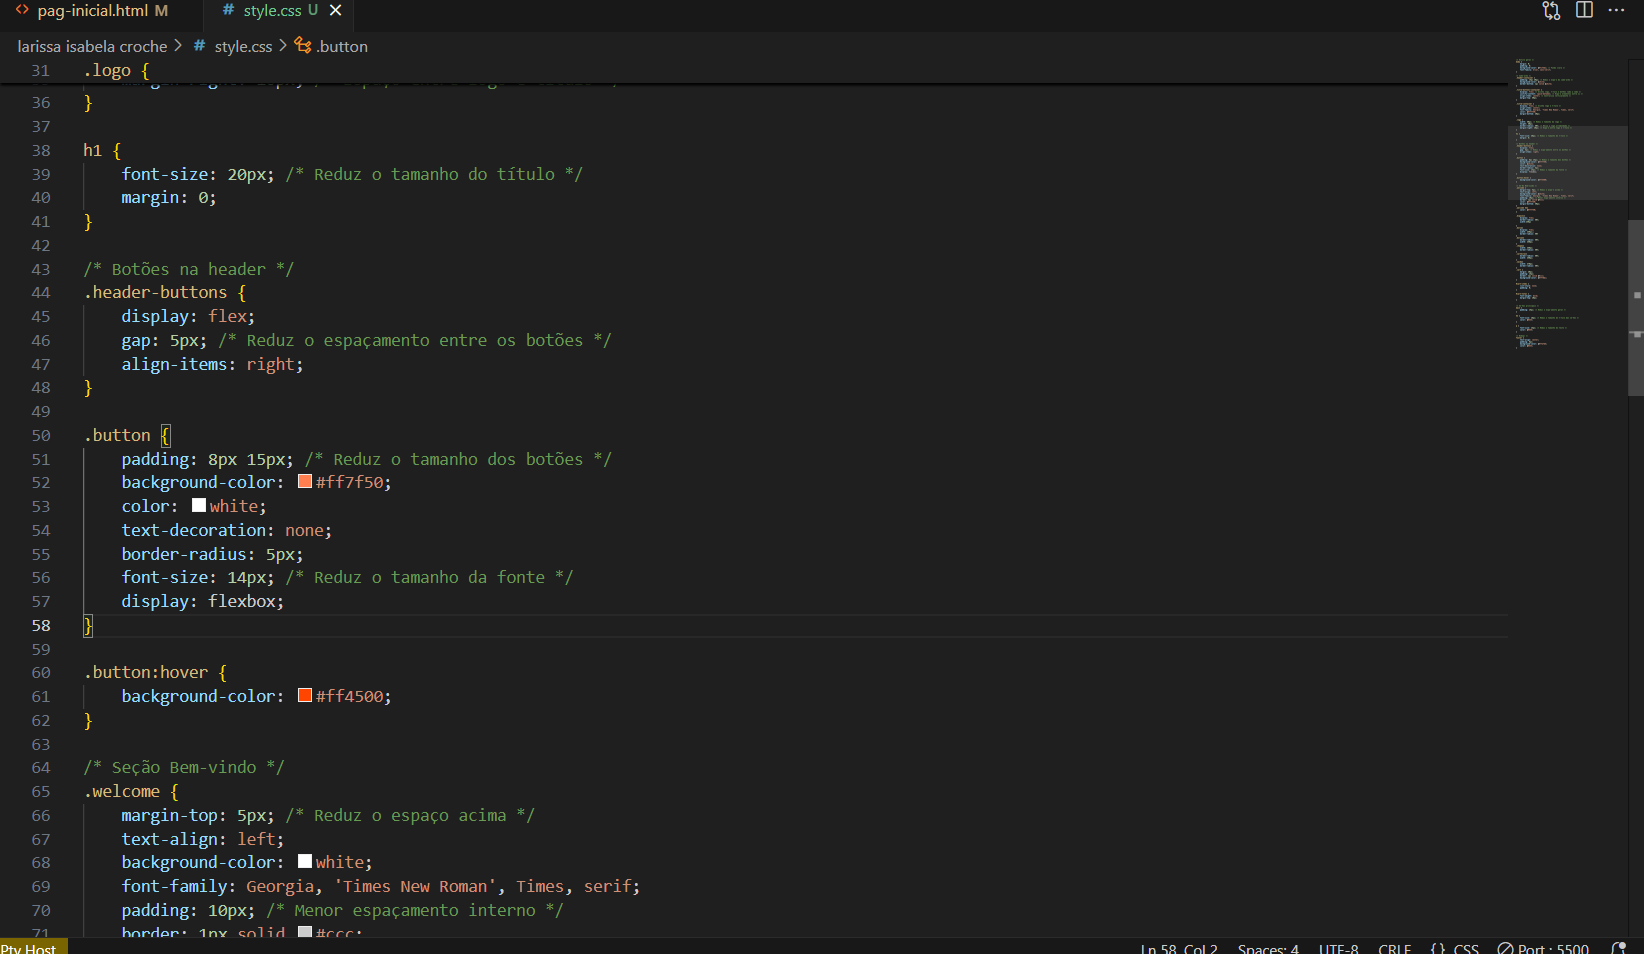 pag-inicial.html M
style.css U
larissa isabela croche > # style.css > .button
31 .logo {
36 }
37
38 h1 {
39 font-size: 20px; /* Reduz o tamanho do título */
40 margin: 0;
41 }
42
43 /* Botões na header */
44 .header-buttons {
45 display: flex;
46 gap: 5px; /* Reduz o espaçamento entre os botões */
47 align-items: right;
48 }
49
50 .button {
51 padding: 8px 15px; /* Reduz o tamanho dos botões */
52 background-color: #ff7f50;
53 color: white;
54 text-decoration: none;
55 border-radius: 5px;
56 font-size: 14px; /* Reduz o tamanho da fonte */
57 display: flexbox;
58 }
59
60 .button:hover {
61 background-color: #ff4500;
62 }
63
64 /* Seção Bem-vindo */
65 .welcome {
66 margin-top: 5px; /* Reduz o espaço acima */
67 text-align: left;
68 background-color: white;
69 font-family: Georgia, 'Times New Roman', Times, serif;
70 padding: 10px; /* Menor espaçamento interno */
71 border: 1px solid #ccc;
Pty Host Ln 58, Col 2 Spaces: 4 UTF-8 CRLF {} CSS Port : 5500